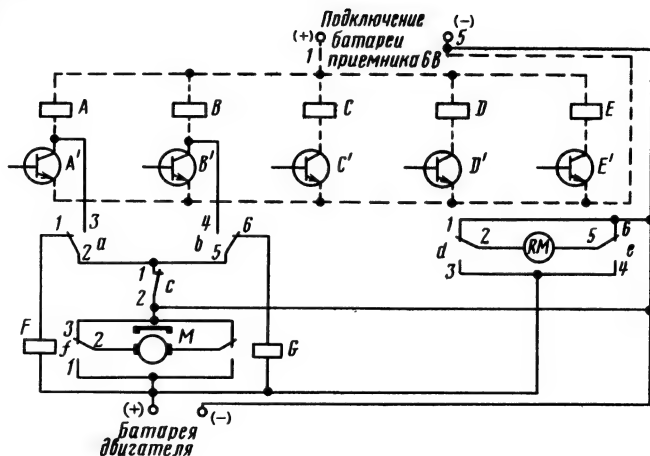 Подключение
(+) батареи (-)
1 приемника 6В 5
A B C D E
A' B' C' D' E'
1 3 4 6 1 6
2 a b 5 d 2 RM 5 e
1 3 4
2 c
F 3 M G
f 2
1
(+) (-)
Батарея
двигателя